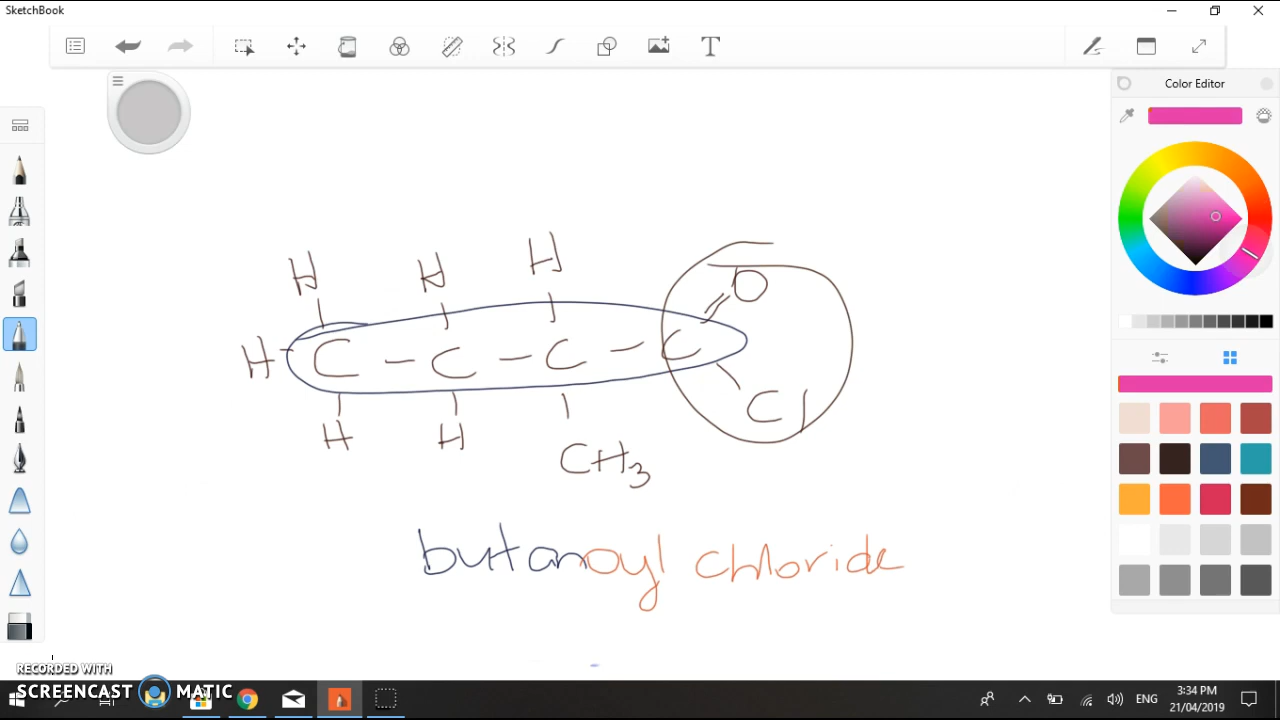 SketchBook
Color Editor
H H H
O
H - C - C - C - C
Cl
H H
CH3
butanoyl chloride
RECORDED WITH
SCREENCAST MATIC
ENG
3:34 PM
21/04/2019